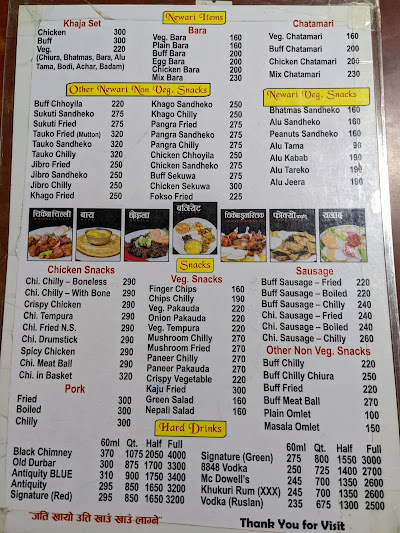 Newari Items
Khaja Set
Chicken 300
Buff 300
Veg. 220
(Chiura, Bhatmas, Bara, Alu
Tama, Bodi, Achar, Badam)
Bara
Veg. Bara 160
Plain Bara 160
Buff Bara 200
Egg Bara 200
Chicken Bara 200
Mix Bara 230
Chatamari
Veg. Chatamari 160
Buff Chatamari 200
Chicken Chatamari 200
Mix Chatamari 230
Other Newari Non Veg. Snacks
Buff Chhoyila 220
Sukuti Sandheko 275
Sukuti Fried 275
Tauko Fried (Mutton) 320
Tauko Sandheko 320
Tauko Chilly 320
Jibro Fried 250
Jibro Sandheko 250
Jibro Chilly 250
Khago Fried 250
Khago Sandheko 250
Khago Chilly 250
Pangra Fried 275
Pangra Sandheko 275
Pangra Chilly 275
Chicken Chhoyila 250
Chicken Sandheko 250
Buff Sekuwa 275
Chicken Sekuwa 300
Fokso Fried 225
Newari Veg. Snacks
Bhatmas Sandheko 160
Alu Sandheko 160
Peanuts Sandheko 160
Alu Tama 90
Alu Kabab 190
Alu Tareko 190
Alu Jeera 190
चिकेन चिल्ली
बारा
छोइला
Snacks
Chicken Snacks
Chi. Chilly – Boneless 290
Chi. Chilly – With Bone 290
Crispy Chicken 290
Chi. Tempura 290
Chi. Fried N.S. 290
Chi. Drumstick 290
Spicy Chicken 290
Chi. Meat Ball 290
Chi. in Basket 320
Pork
Fried 300
Boiled 300
Chilly 300
Veg. Snacks
Finger Chips 160
Chips Chilly 190
Veg. Pakauda 220
Onion Pakauda 220
Veg. Tempura 220
Mushroom Chilly 270
Mushroom Fried 270
Paneer Chilly 270
Paneer Pakauda 270
Crispy Vegetable 220
Kaju Fried 300
Green Salad 160
Nepali Salad 160
Sausage
Buff Sausage – Fried 220
Buff Sausage – Boiled 220
Buff Sausage – Chilly 240
Chi. Sausage – Fried 240
Chi. Sausage – Boiled 240
Chi. Sausage – Chilly 260
Other Non Veg. Snacks
Buff Chilly 220
Buff Chilly Chiura 250
Buff Fried 220
Buff Meat Ball 270
Plain Omlet 100
Masala Omlet 150
Hard Drinks
60ml Qt. Half Full
Black Chimney 370 1075 2050 4000
Old Durbar 300 875 1700 3300
Antiquity BLUE 310 900 1750 3400
Antiquity 295 850 1650 3200
Signature (Red) 295 850 1650 3200
60ml Qt. Half Full
Signature (Green) 275 800 1550 3000
8848 Vodka 250 725 1400 2700
Mc Dowell's 245 700 1350 2600
Khukuri Rum (XXX) 245 700 1350 2600
Vodka (Ruslan) 235 675 1300 2500
"जति खायो उति खाउँ खाउँ लाग्ने"
Thank You for Visit